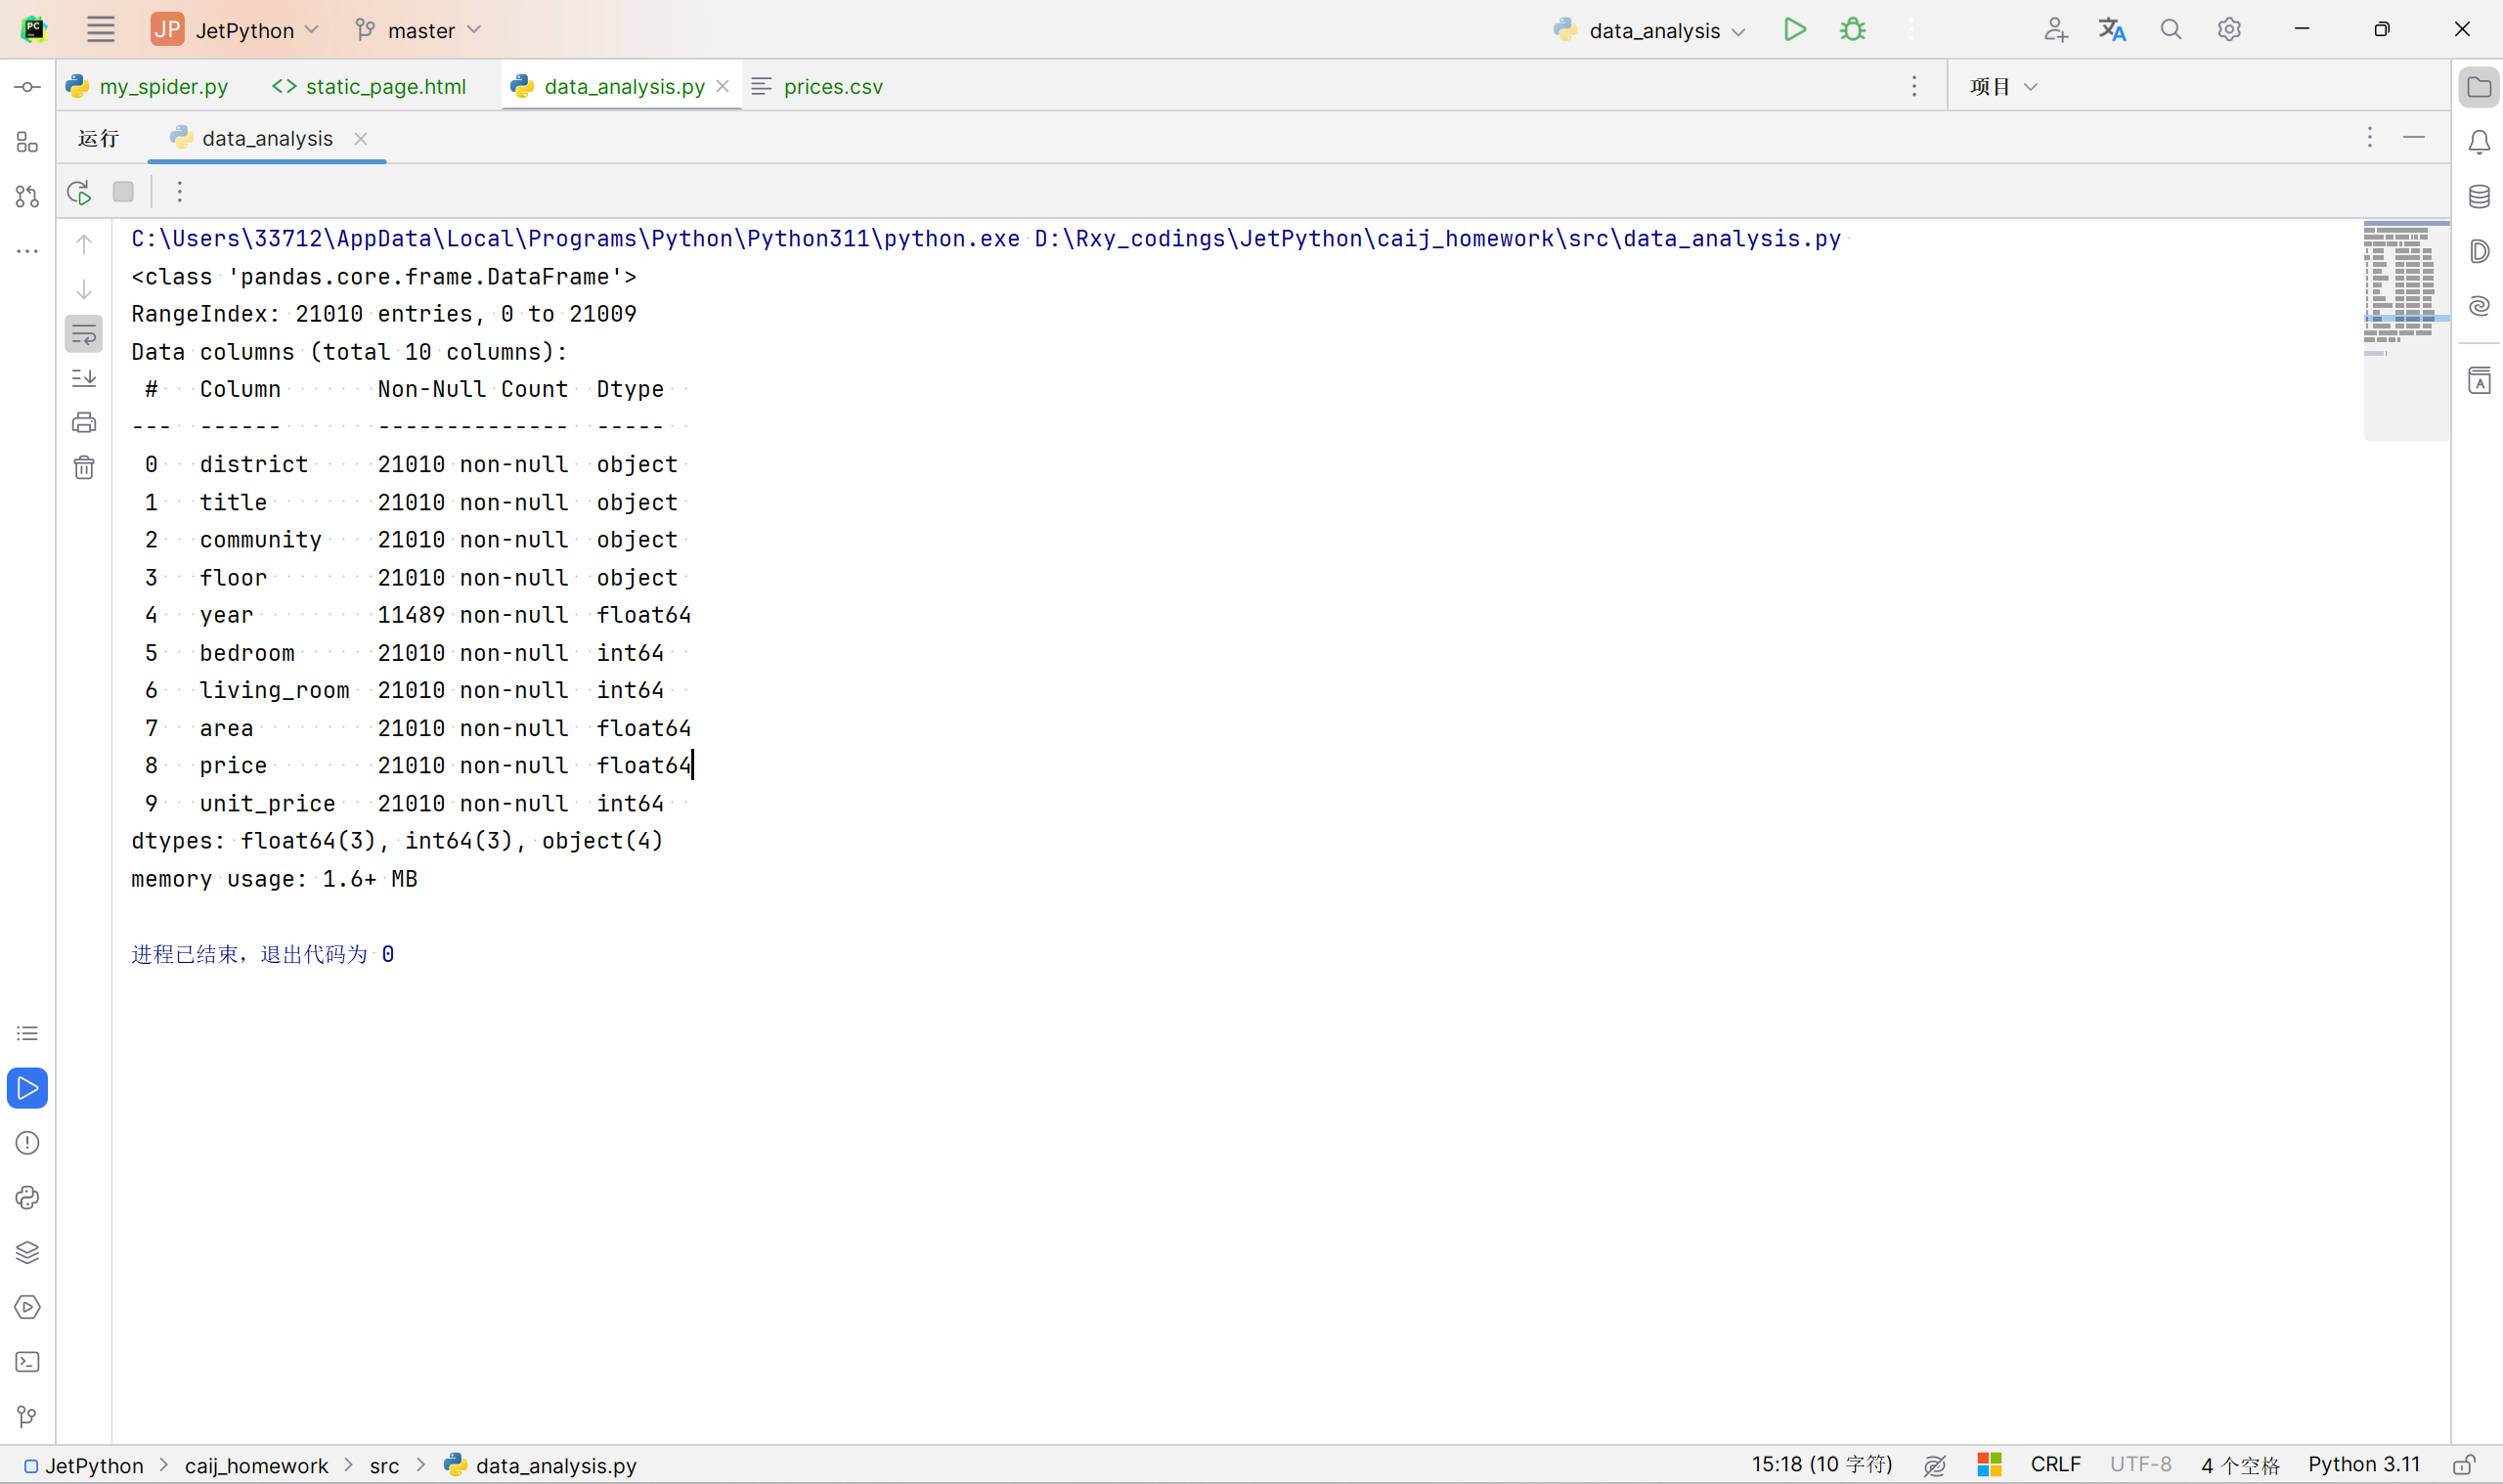 PC JP JetPython master data_analysis
my_spider.py <> static_page.html data_analysis.py prices.csv 项目
运行 data_analysis
C:\Users\33712\AppData\Local\Programs\Python\Python311\python.exe D:\Rxy_codings\JetPython\caij_homework\src\data_analysis.py
<class 'pandas.core.frame.DataFrame'>
RangeIndex: 21010 entries, 0 to 21009
Data columns (total 10 columns):
 #   Column       Non-Null Count  Dtype
---  ------       --------------  -----
 0   district     21010 non-null  object
 1   title        21010 non-null  object
 2   community    21010 non-null  object
 3   floor        21010 non-null  object
 4   year         11489 non-null  float64
 5   bedroom      21010 non-null  int64
 6   living_room  21010 non-null  int64
 7   area         21010 non-null  float64
 8   price        21010 non-null  float64
 9   unit_price   21010 non-null  int64
dtypes: float64(3), int64(3), object(4)
memory usage: 1.6+ MB
进程已结束，退出代码为 0
JetPython > caij_homework > src > data_analysis.py 15:18 (10 字符) CRLF UTF-8 4 个空格 Python 3.11